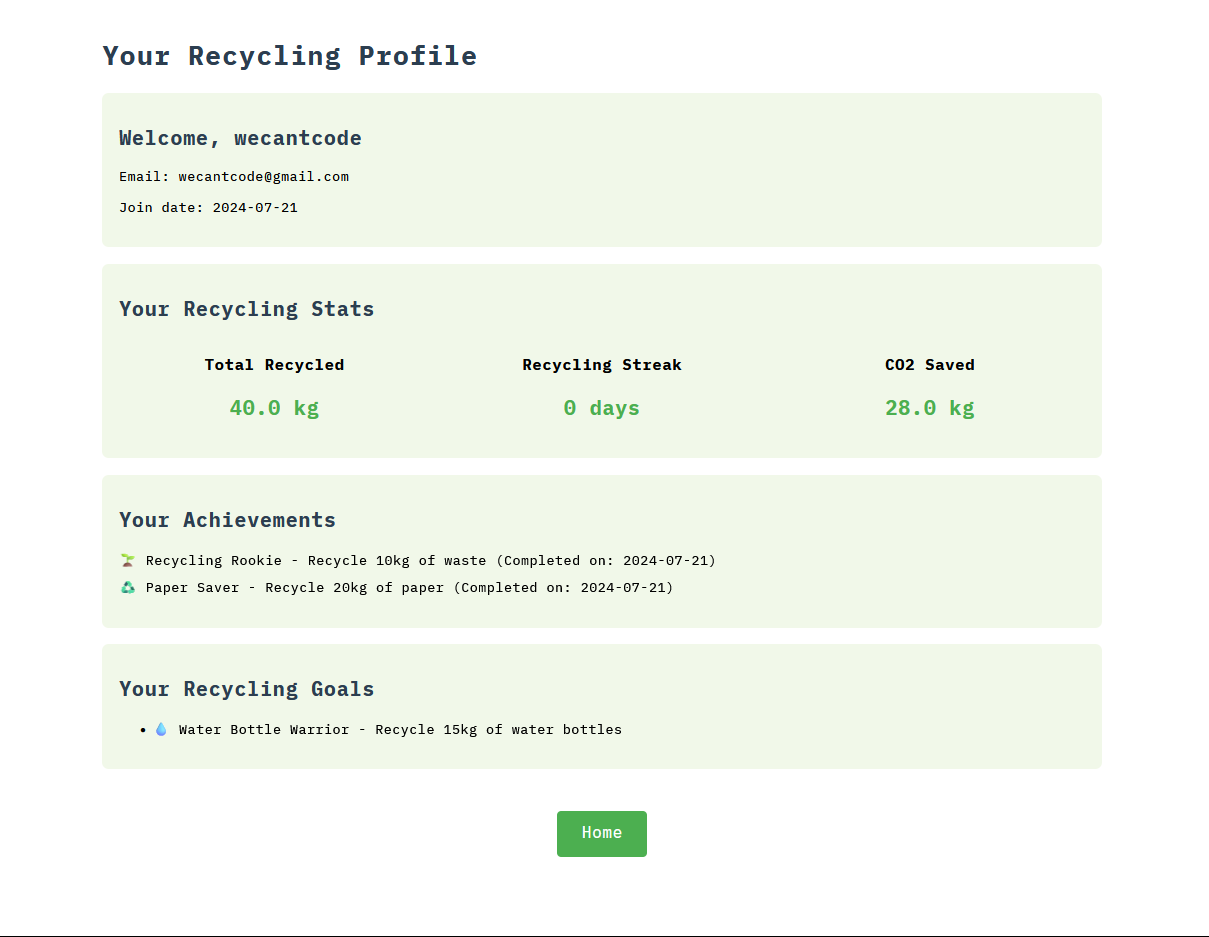 Your Recycling Profile
Welcome, wecantcode
Email: wecantcode@gmail.com
Join date: 2024-07-21
Your Recycling Stats
Total Recycled
40.0 kg
Recycling Streak
0 days
CO2 Saved
28.0 kg
Your Achievements
🌱 Recycling Rookie - Recycle 10kg of waste (Completed on: 2024-07-21)
♻️ Paper Saver - Recycle 20kg of paper (Completed on: 2024-07-21)
Your Recycling Goals
• 💧 Water Bottle Warrior - Recycle 15kg of water bottles
Home